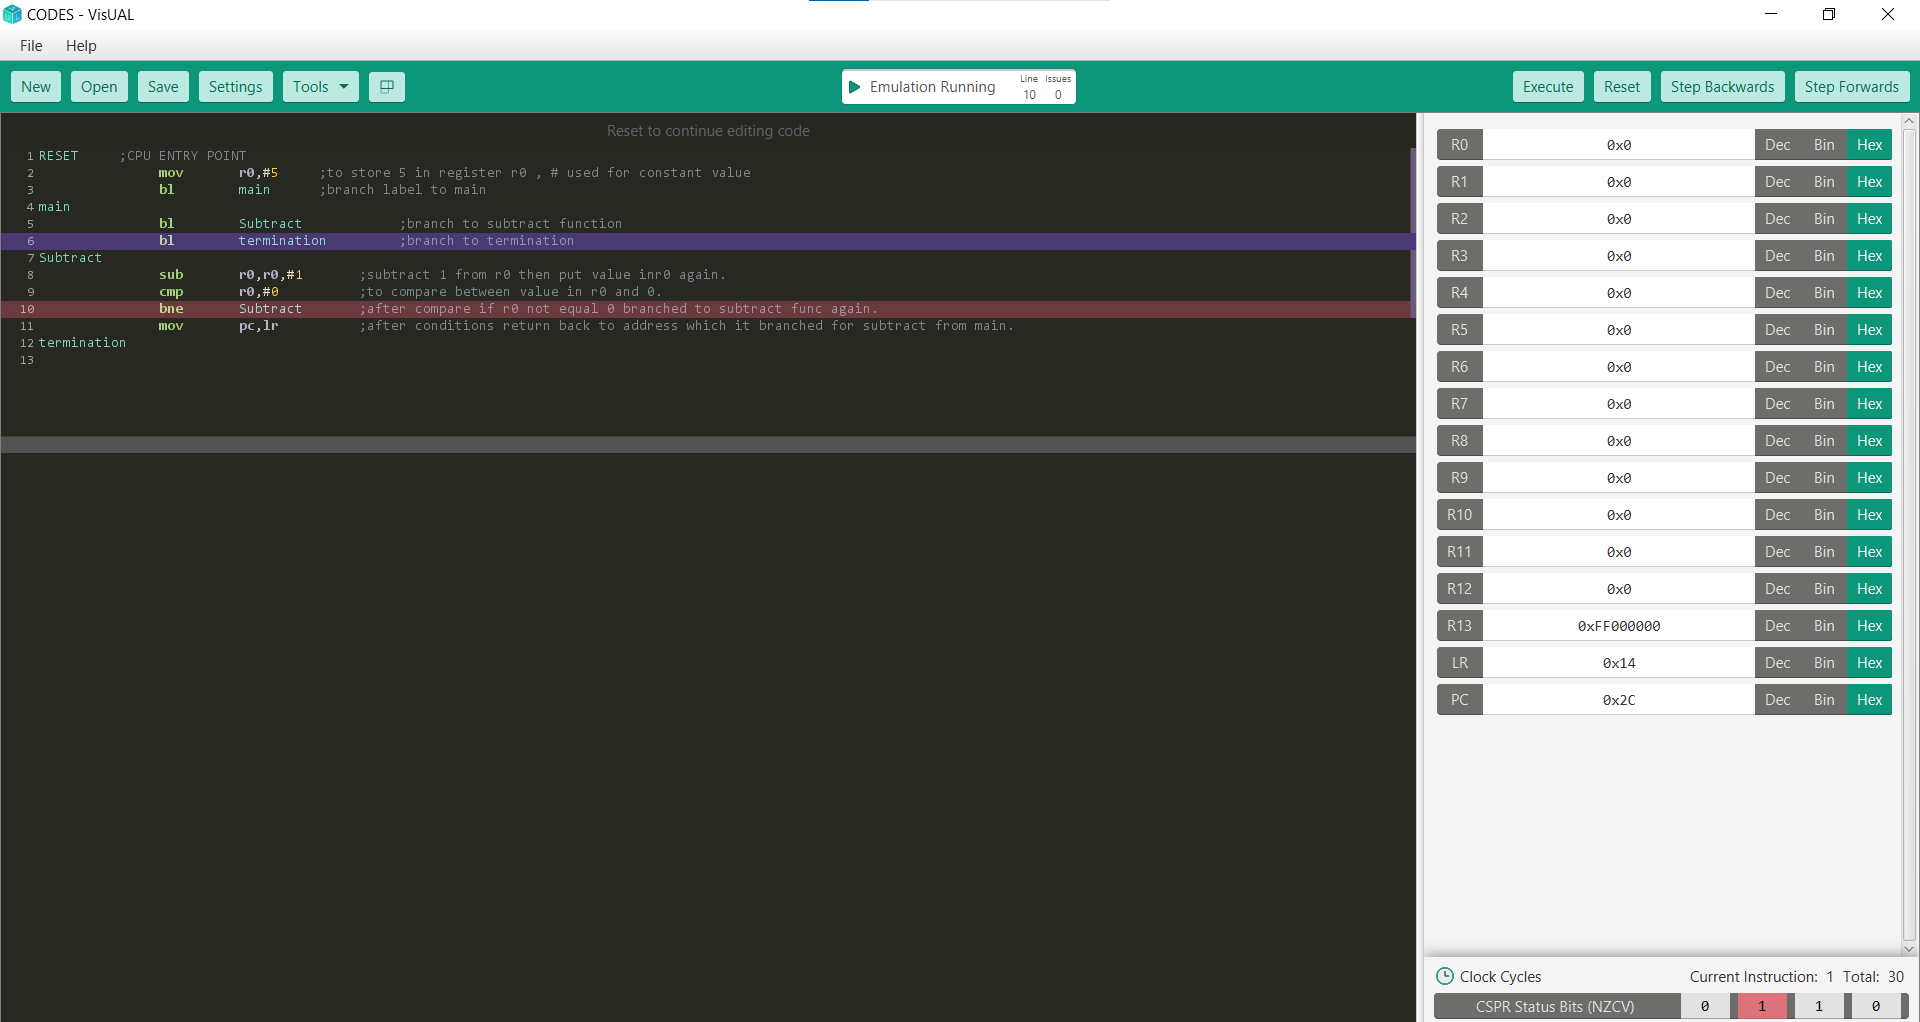 CODES - VisUAL
File Help
New Open Save Settings Tools Emulation Running Line 10 Issues 0 Execute Reset Step Backwards Step Forwards
Reset to continue editing code
1 RESET ;CPU ENTRY POINT
2 mov r0,#5 ;to store 5 in register r0 , # used for constant value
3 bl main ;branch label to main
4 main
5 bl Subtract ;branch to subtract function
6 bl termination ;branch to termination
7 Subtract
8 sub r0,r0,#1 ;subtract 1 from r0 then put value inr0 again.
9 cmp r0,#0 ;to compare between value in r0 and 0.
10 bne Subtract ;after compare if r0 not equal 0 branched to subtract func again.
11 mov pc,lr ;after conditions return back to address which it branched for subtract from main.
12 termination
13
R0 0x0 Dec Bin Hex
R1 0x0 Dec Bin Hex
R2 0x0 Dec Bin Hex
R3 0x0 Dec Bin Hex
R4 0x0 Dec Bin Hex
R5 0x0 Dec Bin Hex
R6 0x0 Dec Bin Hex
R7 0x0 Dec Bin Hex
R8 0x0 Dec Bin Hex
R9 0x0 Dec Bin Hex
R10 0x0 Dec Bin Hex
R11 0x0 Dec Bin Hex
R12 0x0 Dec Bin Hex
R13 0xFF000000 Dec Bin Hex
LR 0x14 Dec Bin Hex
PC 0x2C Dec Bin Hex
Clock Cycles Current Instruction: 1 Total: 30
CSPR Status Bits (NZCV) 0 1 1 0